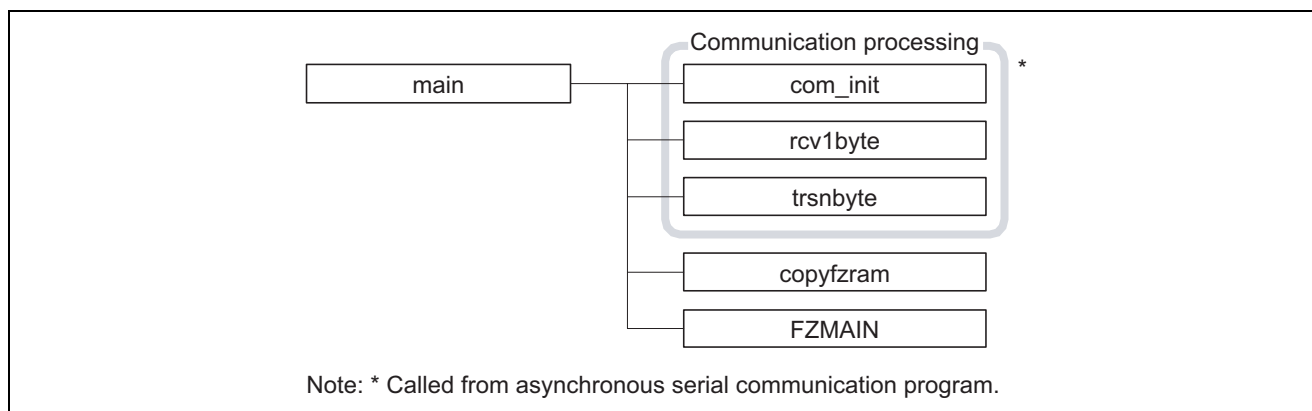 Communication processing
*
main
com_init
rcv1byte
trsnbyte
copyfzram
FZMAIN
Note: * Called from asynchronous serial communication program.